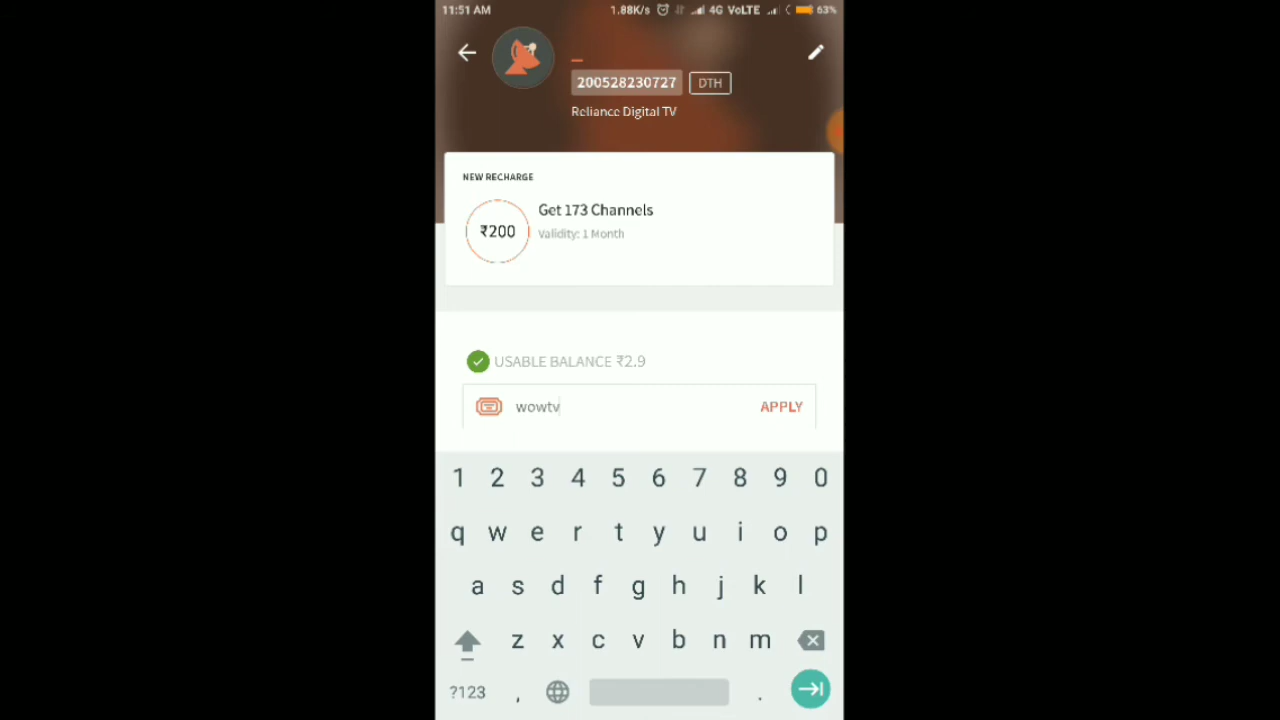 11:51 AM 1.88K/s 4G VoLTE 63%
200528230727 DTH
Reliance Digital TV
NEW RECHARGE
₹200 Get 173 Channels
Validity: 1 Month
USABLE BALANCE ₹2.9
wowtv APPLY
1 2 3 4 5 6 7 8 9 0
q w e r t y u i o p
a s d f g h j k l
z x c v b n m
?123 , .